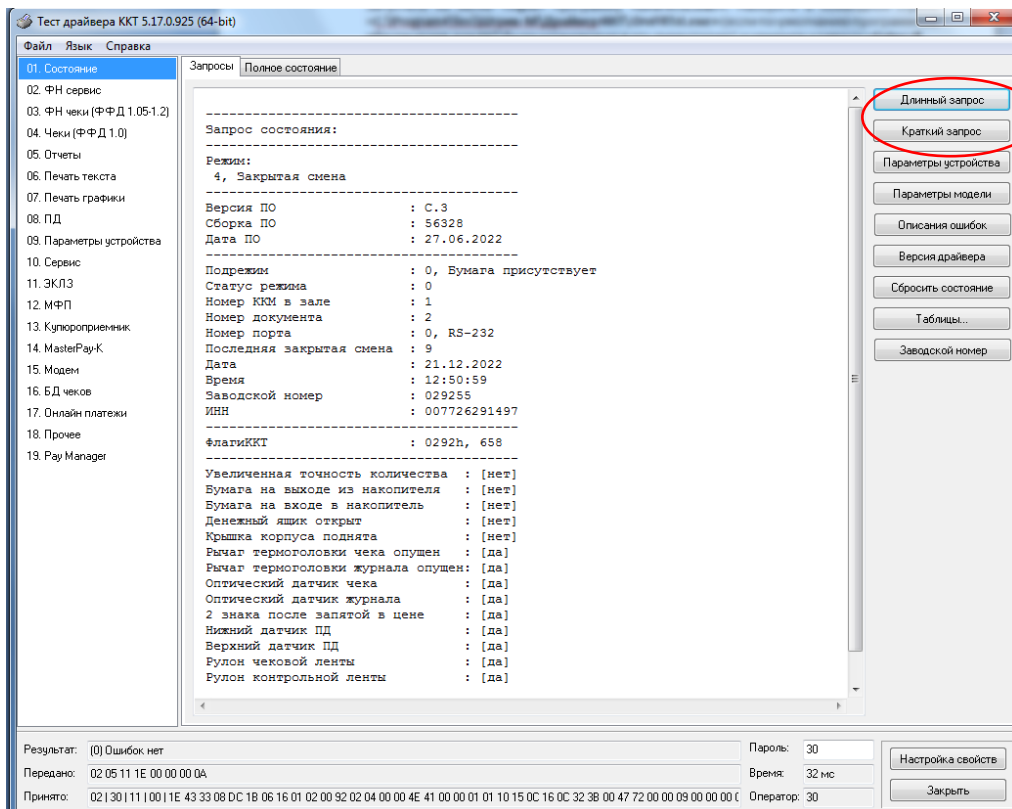 Тест драйвера ККТ 5.17.0.925 (64-bit)
Файл Язык Справка
01. Состояние
02. ФН сервис
03. ФН чеки (ФФД 1.05-1.2)
04. Чеки (ФФД 1.0)
05. Отчеты
06. Печать текста
07. Печать графики
08. ПД
09. Параметры устройства
10. Сервис
11. ЭКЛЗ
12. МФП
13. Купюроприемник
14. MasterPay-K
15. Модем
16. БД чеков
17. Онлайн платежи
18. Прочее
19. Pay Manager
Запросы Полное состояние
----------------------------------------
Запрос состояния:
----------------------------------------
Режим:
4, Закрытая смена
----------------------------------------
Версия ПО : C.3
Сборка ПО : 56328
Дата ПО : 27.06.2022
----------------------------------------
Подрежим : 0, Бумага присутствует
Статус режима : 0
Номер ККМ в зале : 1
Номер документа : 2
Номер порта : 0, RS-232
Последняя закрытая смена : 9
Дата : 21.12.2022
Время : 12:50:59
Заводской номер : 029255
ИНН : 007726291497
----------------------------------------
ФлагиККТ : 0292h, 658
----------------------------------------
Увеличенная точность количества : [нет]
Бумага на выходе из накопителя : [нет]
Бумага на входе в накопитель : [нет]
Денежный ящик открыт : [нет]
Крышка корпуса поднята : [нет]
Рычаг термоголовки чека опущен : [да]
Рычаг термоголовки журнала опущен: [да]
Оптический датчик чека : [да]
Оптический датчик журнала : [да]
2 знака после запятой в цене : [да]
Нижний датчик ПД : [да]
Верхний датчик ПД : [да]
Рулон чековой ленты : [да]
Рулон контрольной ленты : [да]
Длинный запрос
Краткий запрос
Параметры устройства
Параметры модели
Описания ошибок
Версия драйвера
Сбросить состояние
Таблицы...
Заводской номер
Результат: (0) Ошибок нет
Передано: 02 05 11 1E 00 00 00 0A
Принято: 02 | 30 | 11 | 00 | 1E 43 33 08 DC 1B 06 16 01 02 00 92 02 04 00 00 4E 41 00 00 01 01 10 15 0C 16 0C 32 3B 00 47 72 00 00 09 00 00 00
Пароль: 30
Время: 32 мс
Оператор: 30
Настройка свойств
Закрыть